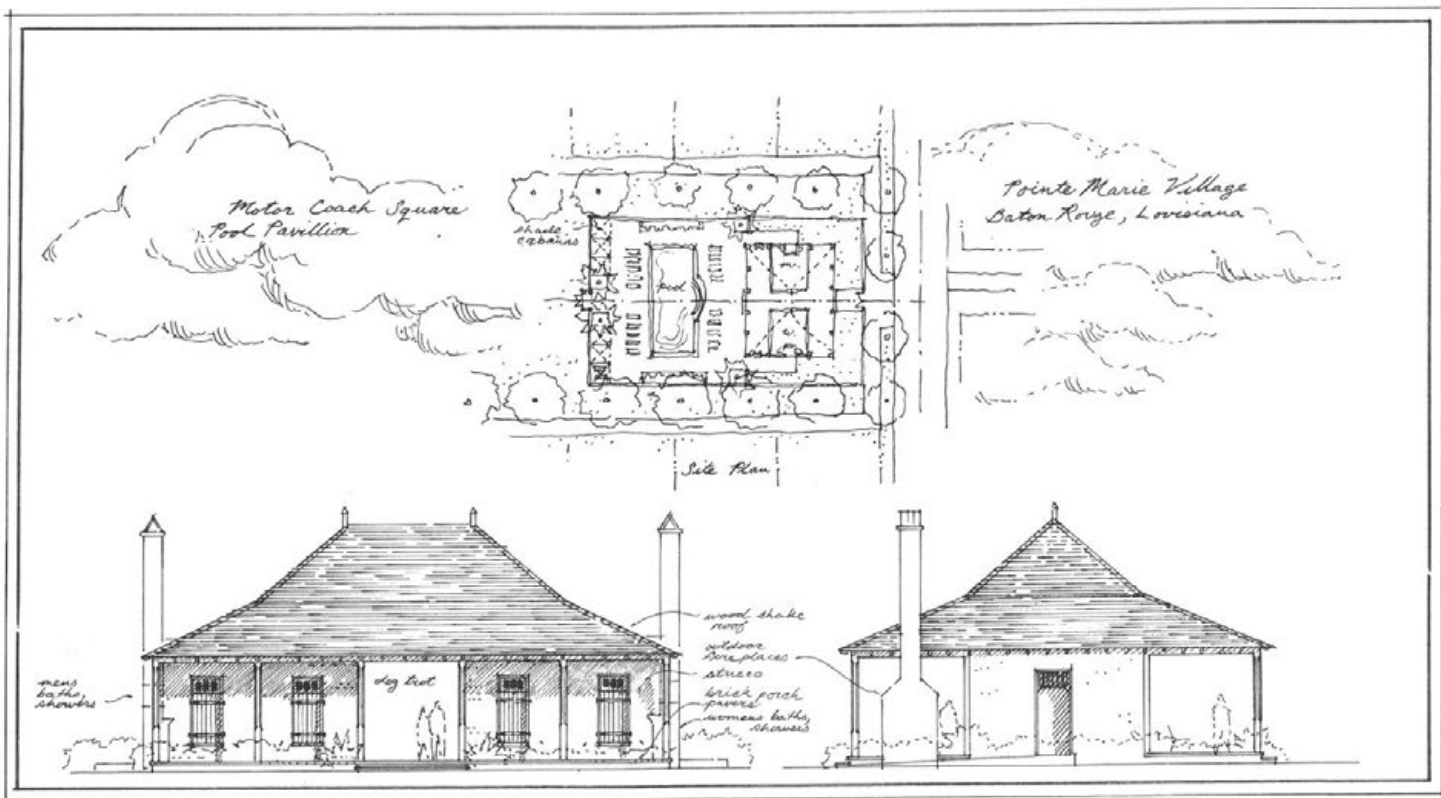 Motor Coach Square
Pool Pavillion
Pointe Marie Village
Baton Rouge, Louisiana
shade
cabanas
pool
Site Plan
mens
baths,
showers
dog trot
wood shake
roof
outdoor
fireplaces
stucco
brick porch
pavers
womens baths,
showers